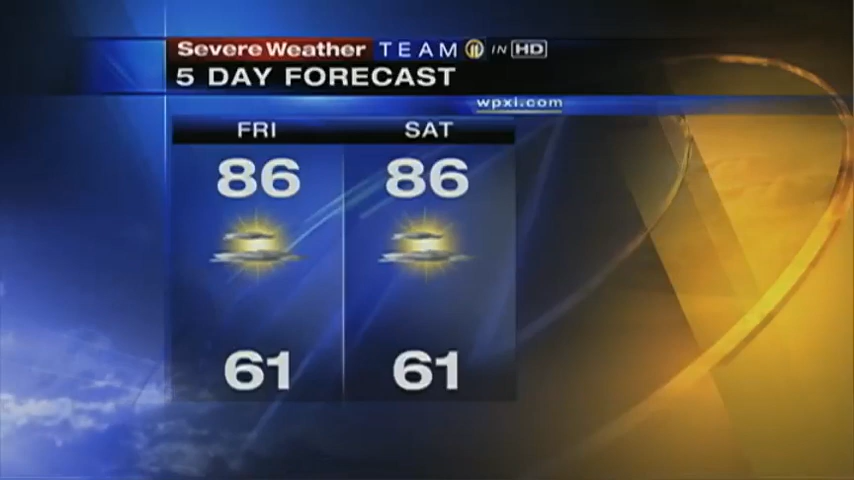 Severe Weather TEAM 11 IN HD
5 DAY FORECAST
wpxi.com
FRI SAT
86 86
61 61